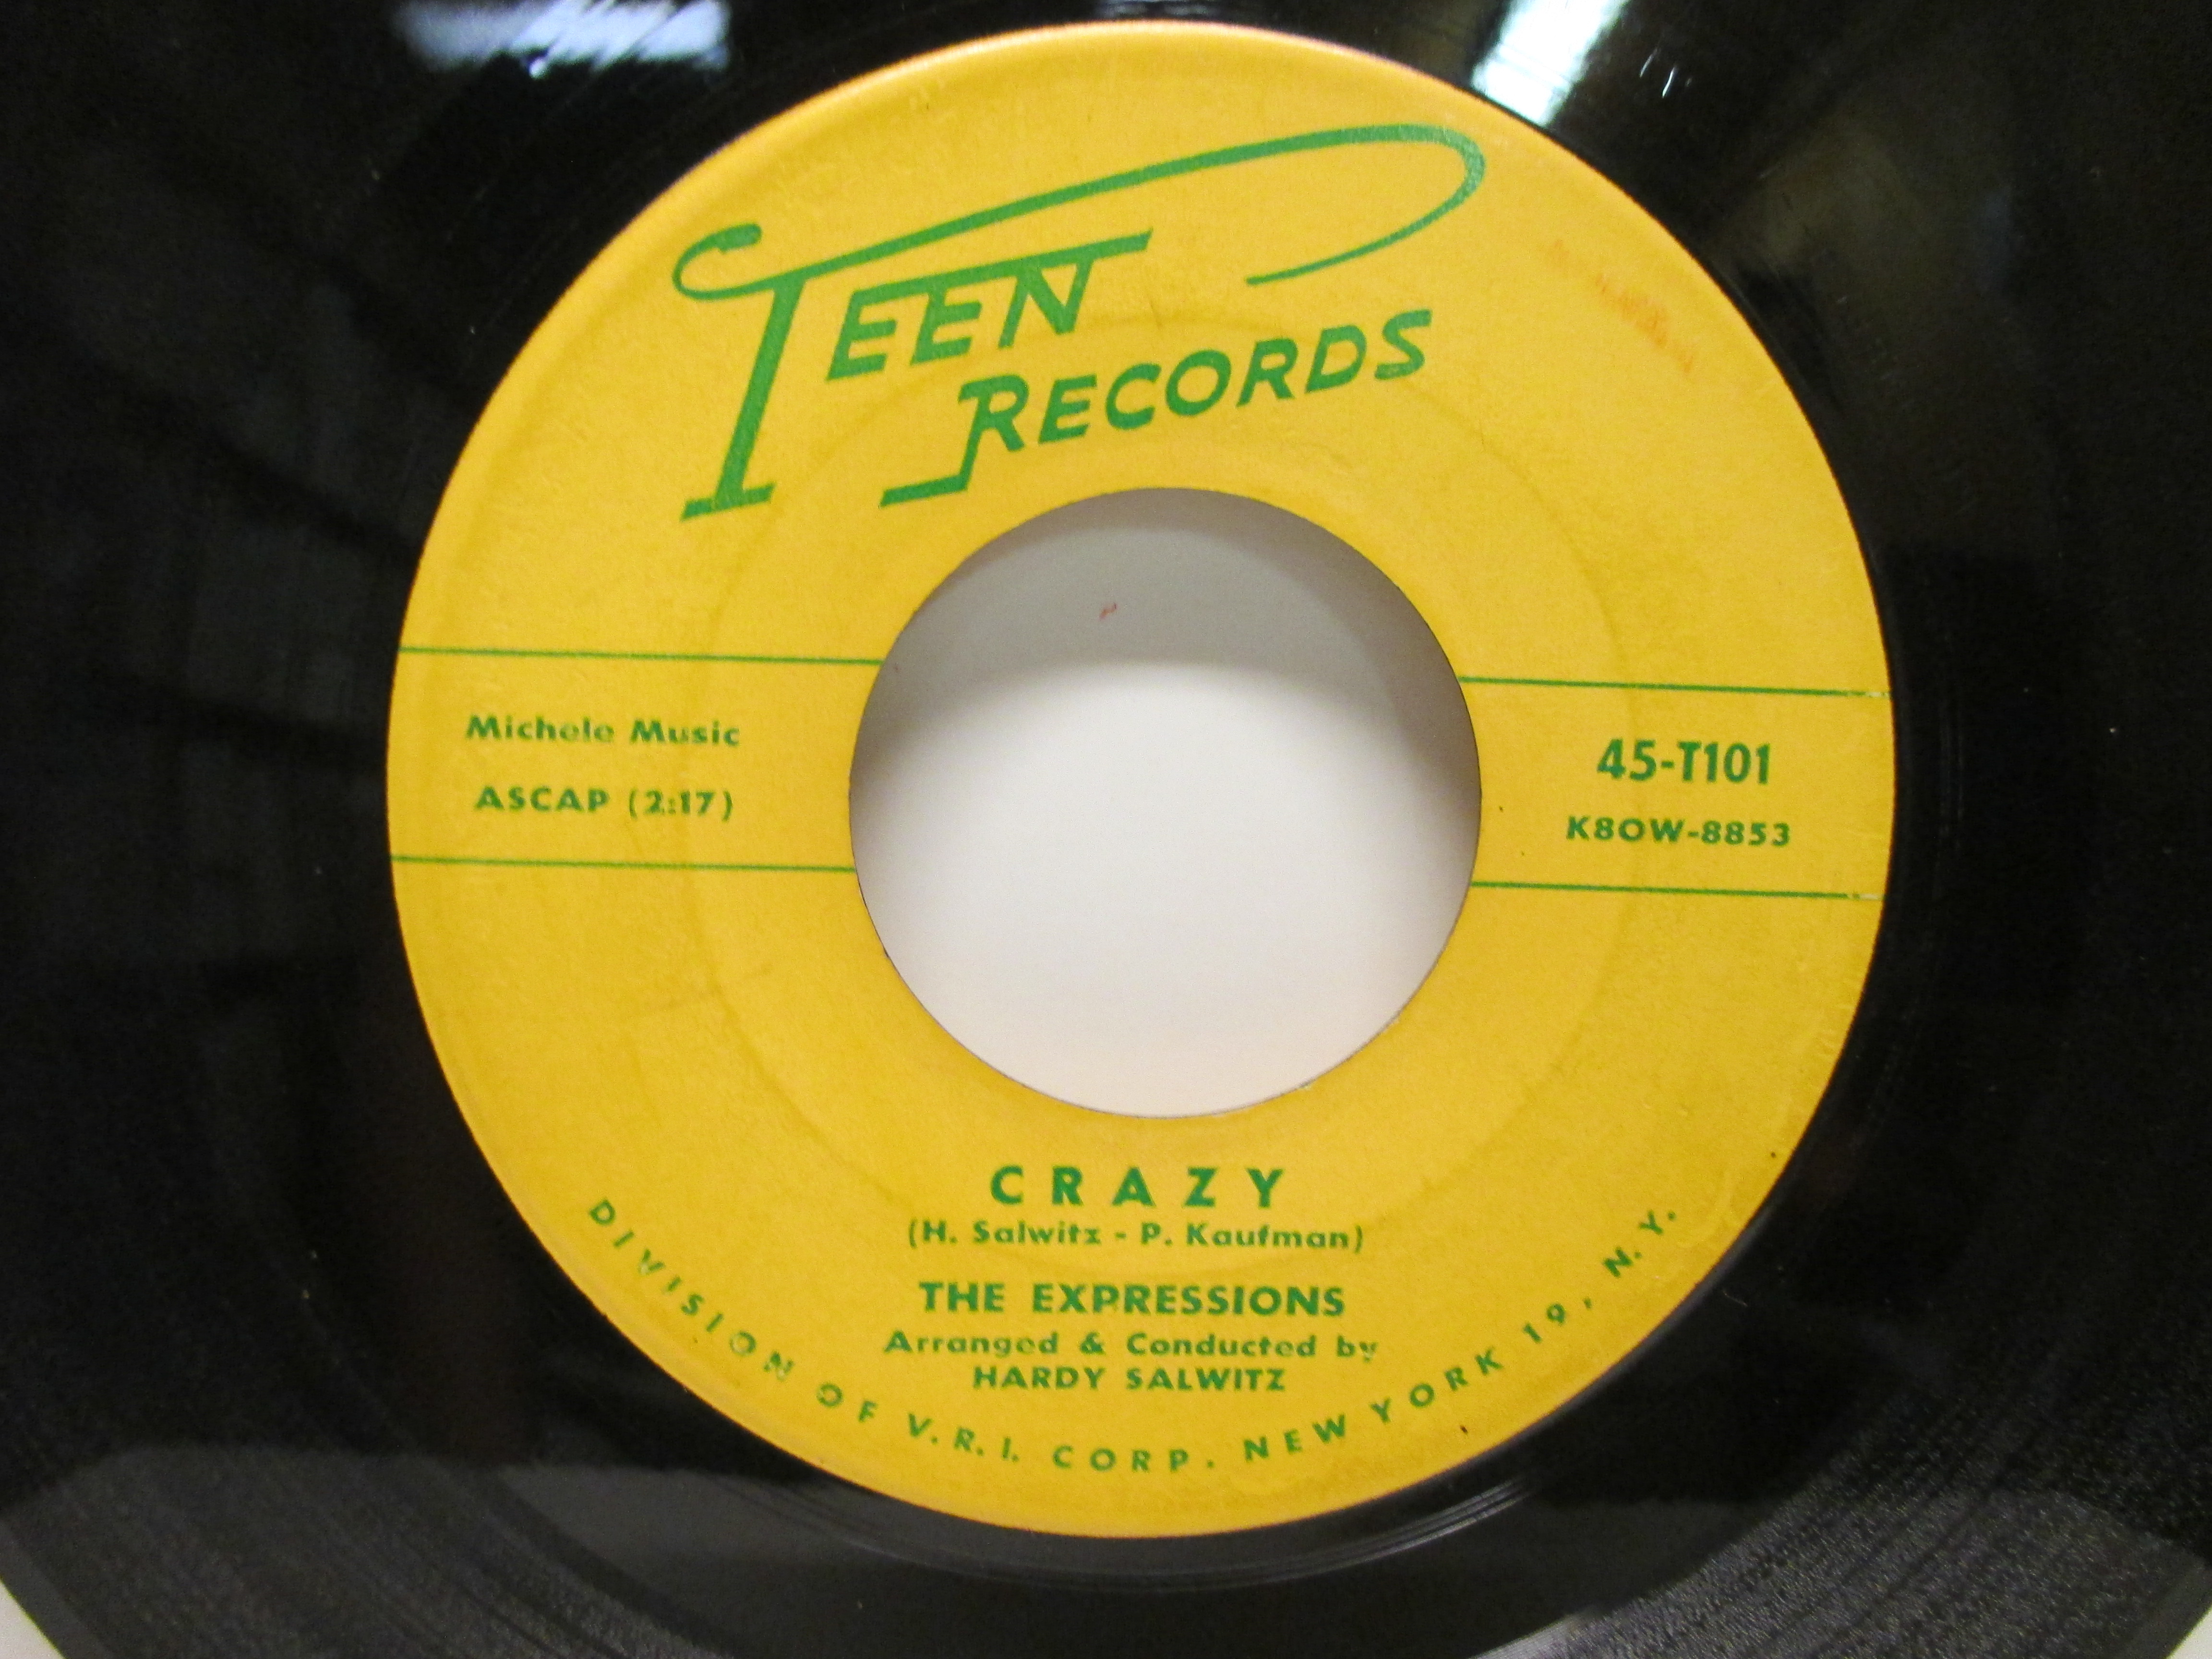 TEEN
RECORDS
Michele Music
ASCAP (2:17)
45-T101
K8OW-8853
CRAZY
(H. Salwitz - P. Kaufman)
THE EXPRESSIONS
Arranged & Conducted by
HARDY SALWITZ
DIVISION OF V.R.I. CORP. NEW YORK 19, N.Y.